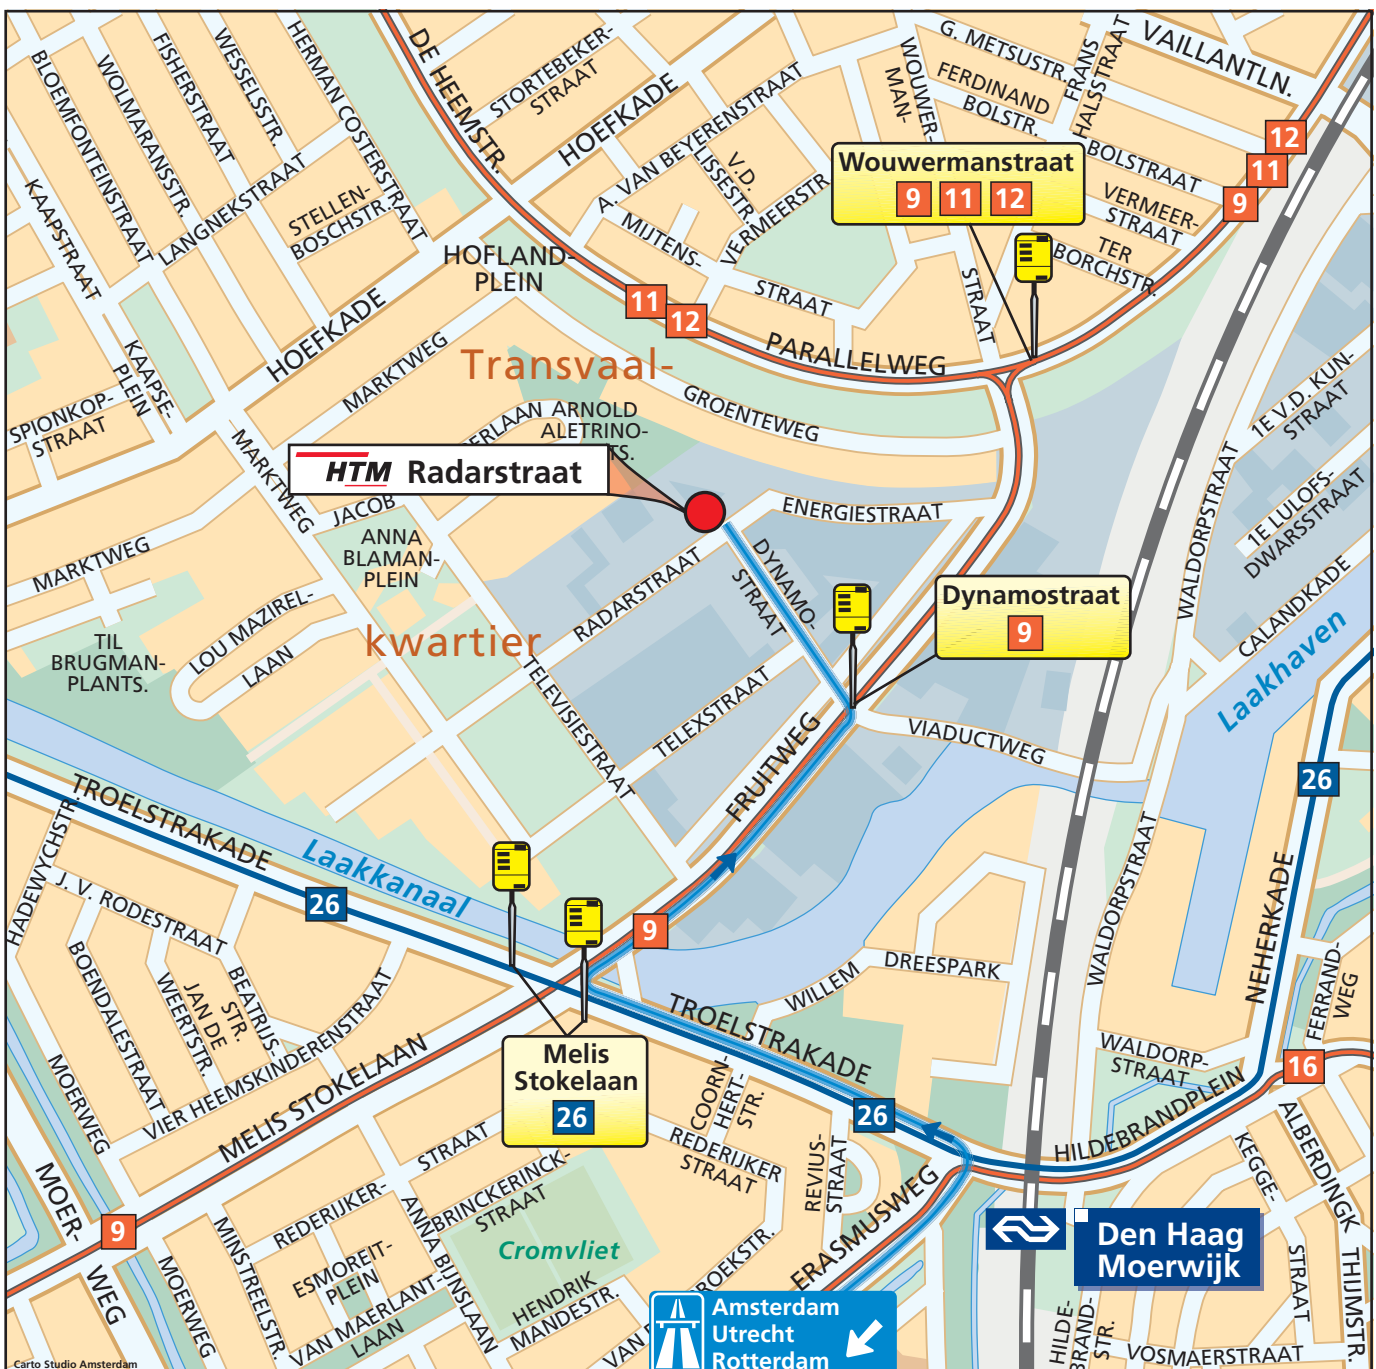 BLOEMFONTEINSTRAAT
WOLMARANSSTR.
FISHERSTRAAT
WESSELSSTR.
HERMAN COSTERSTRAAT
DE HEEMSTR.
STORTEBEKER-
STRAAT
HOEFKADE
A. VAN BEYERENSTRAAT
LISSESTR.
V.D.
VERMEERSTR.
MIJTENS-
STRAAT
WOUWER-
MAN-
STRAAT
G. METSUSTR.
FERDINAND
BOLSTR.
FRANS
HALSSTRAAT
VAILLANTLN.
BOLSTRAAT
VERMEER-
STRAAT
TER
BORCHSTR.
12
11
9
Wouwermanstraat
9 11 12
KAAPSTRAAT
LANGNEKSTRAAT
STELLEN-
BOSCHSTR.
HOFLAND-
PLEIN
11
12
PARALLELWEG
HOEFKADE
MARKTWEG
KAAPSE-
PLEIN
SPIONKOP-
STRAAT
Transvaal-
kwartier
GROENTEWEG
ERLAAN
ARNOLD
ALETRINO-
TS.
HTM Radarstraat
MARKTWEG
JACOB
ANNA
BLAMAN-
PLEIN
MARKTWEG
ENERGIESTRAAT
DYNAMO-
STRAAT
RADARSTRAAT
TELEXSTRAAT
TELEVISIESTRAAT
Dynamostraat
9
LOU MAZIREL-
LAAN
TIL
BRUGMAN-
PLANTS.
1E V.D. KUN-
STRAAT
1E LULOFS-
DWARSSTRAAT
WALDORPSTRAAT
CALANDKADE
Laakhaven
VIADUCTWEG
FRUITWEG
26
TROELSTRAKADE
Laakkanaal
26
9
HADEWYCHSTR.
J. V. RODESTRAAT
BOENDALESTRAAT
BEATRIJS-
STR.
JAN DE
WEERTSTR.
VIER HEEMSKINDERENSTRAAT
MOERWEG
MELIS STOKELAAN
Melis
Stokelaan
26
WILLEM
DREESPARK
WALDORPSTRAAT
NEHERKADE
FERRAND-
WEG
TROELSTRAKADE
26
WALDORP-
STRAAT
16
HILDEBRANDPLEIN
COORN-
HERT-
STR.
REDERIJKER
STRAAT
REVIUS-
STRAAT
ERASMUSWEG
MOER-
WEG
9
MOERWEG
MINSTREELSTR.
REDERIJKER-
STRAAT
ESMOREIT-
PLEIN
VAN MAERLANT-
LAAN
ANNA BIJNSLAAN
BRINCKERINCK-
STRAAT
Cromvliet
HENDRIK
MANDESTR.
ROEKSTR.
Den Haag
Moerwijk
ALBERDINGK
THIJMSTR
KEGGE-
STRAAT
HILDE-
BRAND-
STR.
VOSMAERSTRAAT
Amsterdam
Utrecht
Rotterdam
Carto Studio Amsterdam